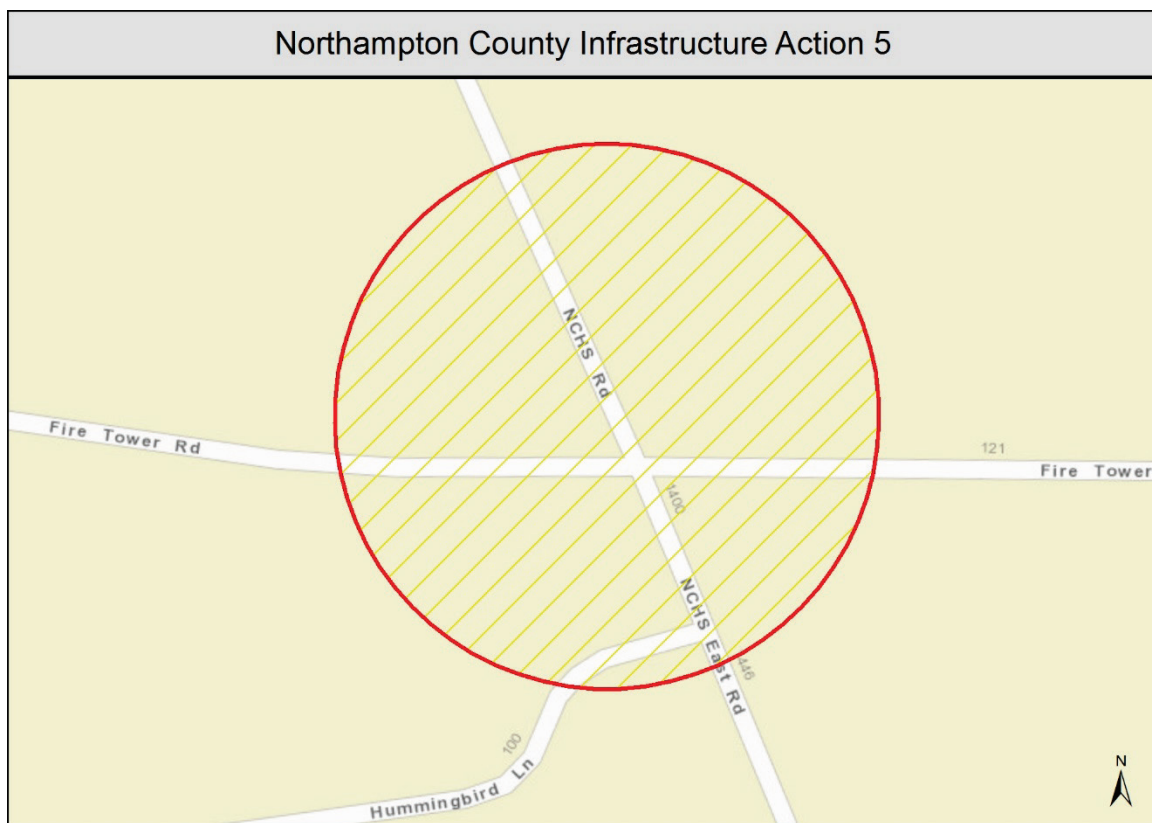 Northampton County Infrastructure Action 5
NCHS Rd
Fire Tower Rd
121
Fire Tower
1400
NCHS East Rd
446
100
Hummingbird Ln
N